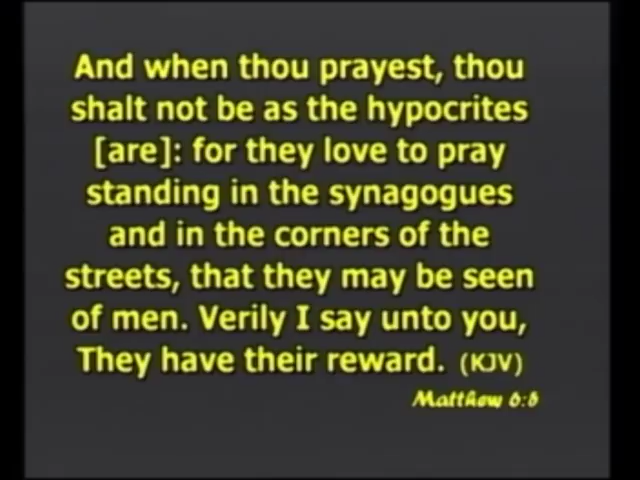 And when thou prayest, thou
shalt not be as the hypocrites
[are]: for they love to pray
standing in the synagogues
and in the corners of the
streets, that they may be seen
of men. Verily I say unto you,
They have their reward. (KJV)
Matthew 6:5